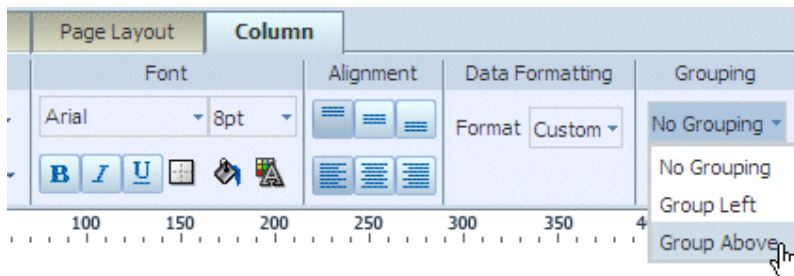 Page Layout Column
Font Alignment Data Formatting Grouping
Arial 8pt Format Custom No Grouping
B I U
No Grouping
Group Left
Group Above
100 150 200 250 300 350